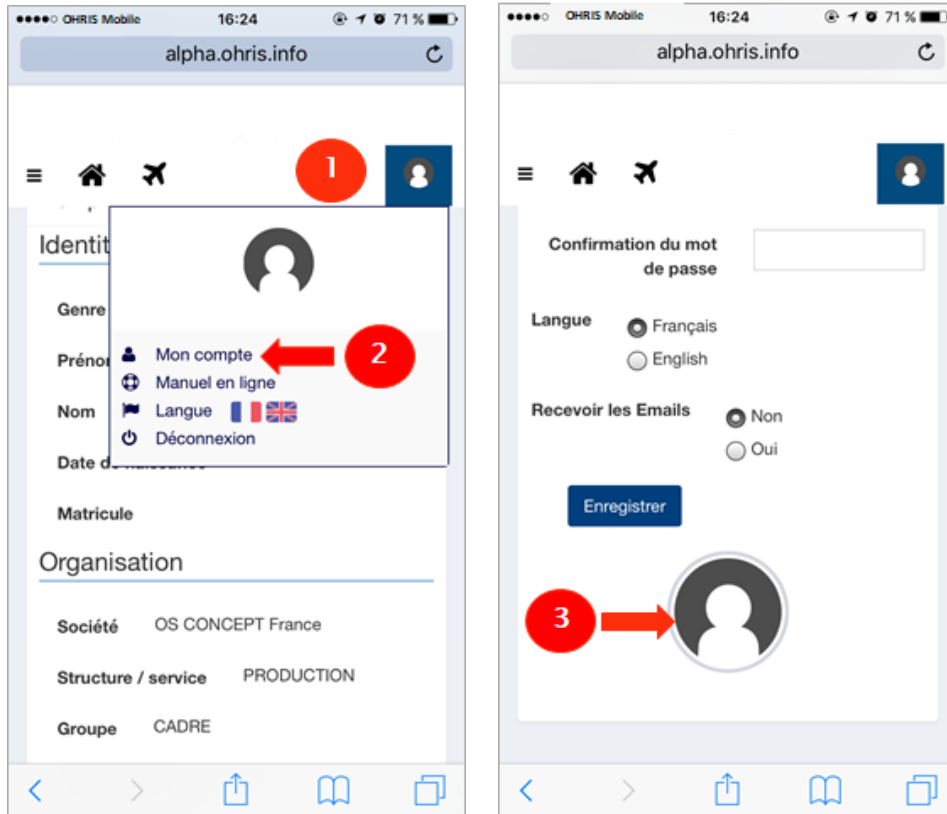 OHRIS Mobile 16:24 71 %
alpha.ohris.info
1
Identit
Genre
Mon compte
2
Prénor
Manuel en ligne
Nom
Langue
Déconnexion
Matricule
Organisation
Société OS CONCEPT France
Structure / service PRODUCTION
Groupe CADRE
OHRIS Mobile 16:24 71 %
alpha.ohris.info
Confirmation du mot
de passe
Langue
Français
English
Recevoir les Emails
Non
Oui
Enregistrer
3